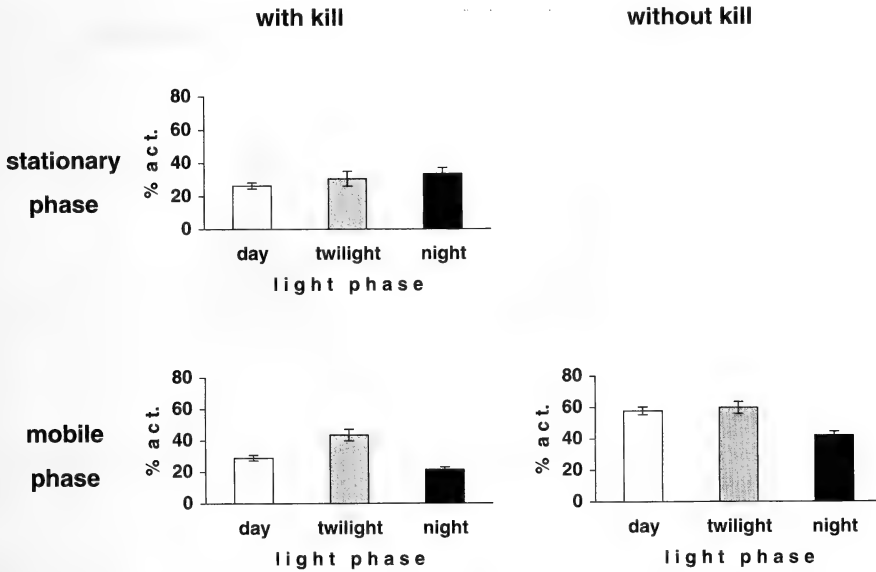 with kill
without kill
stationary
phase
% act.
80
60
40
20
0
day twilight night
light phase
mobile
phase
% act.
80
60
40
20
0
day twilight night
light phase
% act.
80
60
40
20
0
day twilight night
light phase